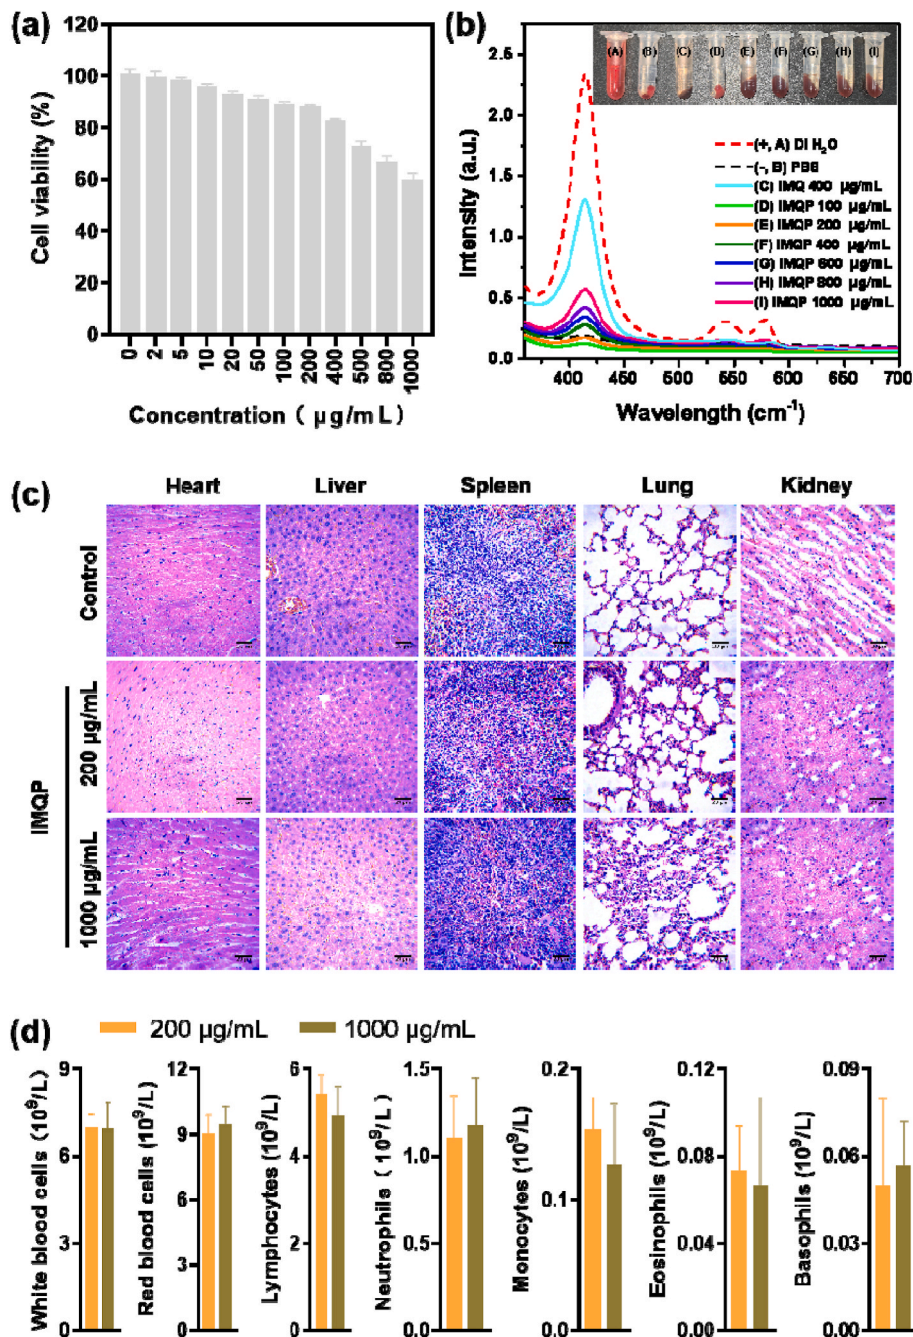 (a)
120
100
80
60
40
20
0
Cell viability (%)
0 2 5 10 20 50 100 200 400 500 800 1000
Concentration ( μg/mL)
(b)
2.5
2.0
1.5
1.0
0.5
0.0
Intensity (a.u.)
(A) (B) (C) (D) (E) (F) (G) (H) (I)
(+, A) DI H₂O
(-, B) PBS
(C) IMQ 400 μg/mL
(D) IMQP 100 μg/mL
(E) IMQP 200 μg/mL
(F) IMQP 400 μg/mL
(G) IMQP 600 μg/mL
(H) IMQP 800 μg/mL
(I) IMQP 1000 μg/mL
400 450 500 550 600 650 700
Wavelength (cm⁻¹)
(c)
Heart Liver Spleen Lung Kidney
Control
IMQP
200 μg/mL
1000 μg/mL
(d)
200 μg/mL 1000 μg/mL
White blood cells (10⁹/L)
9
6
3
0
Red blood cells (10⁹/L)
12
9
6
3
0
Lymphocytes (10⁹/L)
6
4
2
0
Neutrophils (10⁹/L)
1.5
1.0
0.5
0.0
Monocytes (10⁹/L)
0.2
0.1
0.0
Eosinophils (10⁹/L)
0.12
0.08
0.04
0.00
Basophils (10⁹/L)
0.09
0.06
0.03
0.00